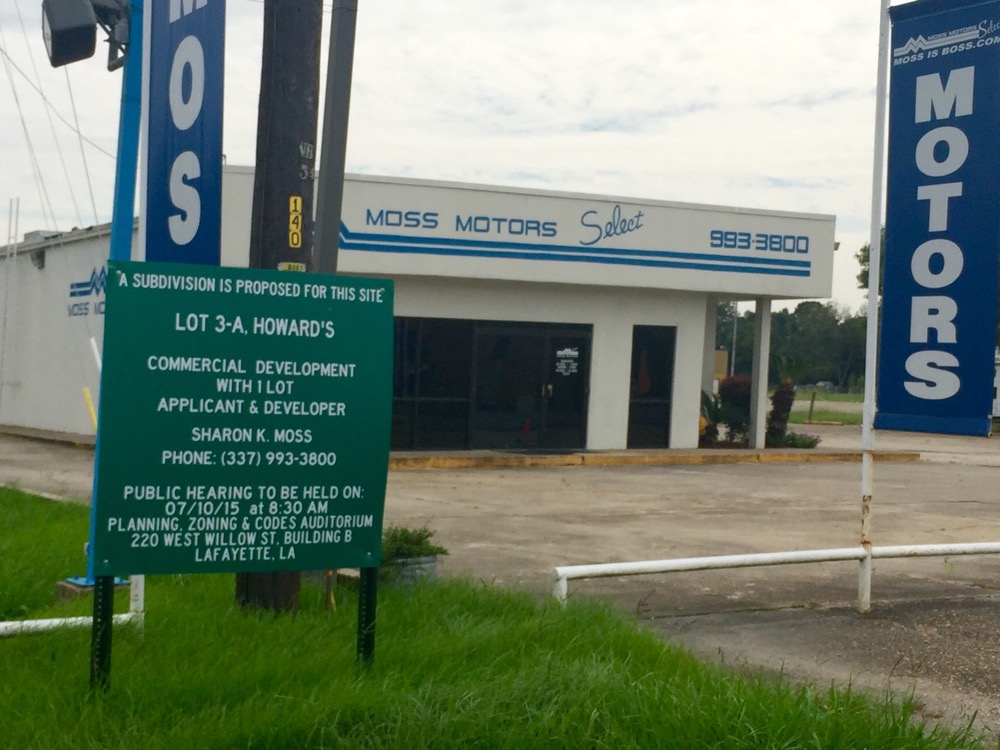 MOS
MOSS MOTORS Select
MOSS IS BOSS.COM
MOTORS
140
MOSS MOTORS Select 993-3800
MOSS MO
"A SUBDIVISION IS PROPOSED FOR THIS SITE"
LOT 3-A, HOWARD'S
COMMERCIAL DEVELOPMENT
WITH 1 LOT
APPLICANT & DEVELOPER
SHARON K. MOSS
PHONE: (337) 993-3800
PUBLIC HEARING TO BE HELD ON:
07/10/15 at 8:30 AM
PLANNING, ZONING & CODES AUDITORIUM
220 WEST WILLOW ST, BUILDING B
LAFAYETTE, LA